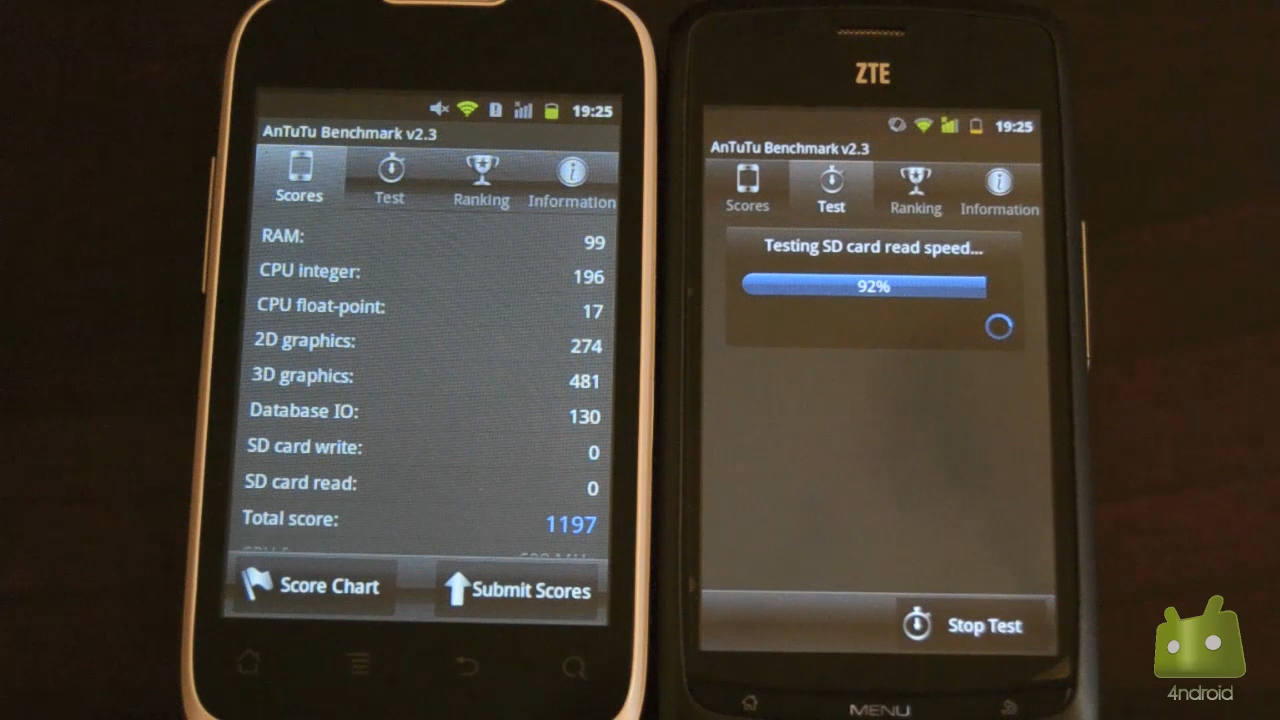 19:25
AnTuTu Benchmark v2.3
Scores
Test
Ranking
Information
RAM: 99
CPU integer: 196
CPU float-point: 17
2D graphics: 274
3D graphics: 481
Database IO: 130
SD card write: 0
SD card read: 0
Total score: 1197
Score Chart
Submit Scores
ZTE
19:25
AnTuTu Benchmark v2.3
Scores
Test
Ranking
Information
Testing SD card read speed...
92%
Stop Test
MENU
4ndroid